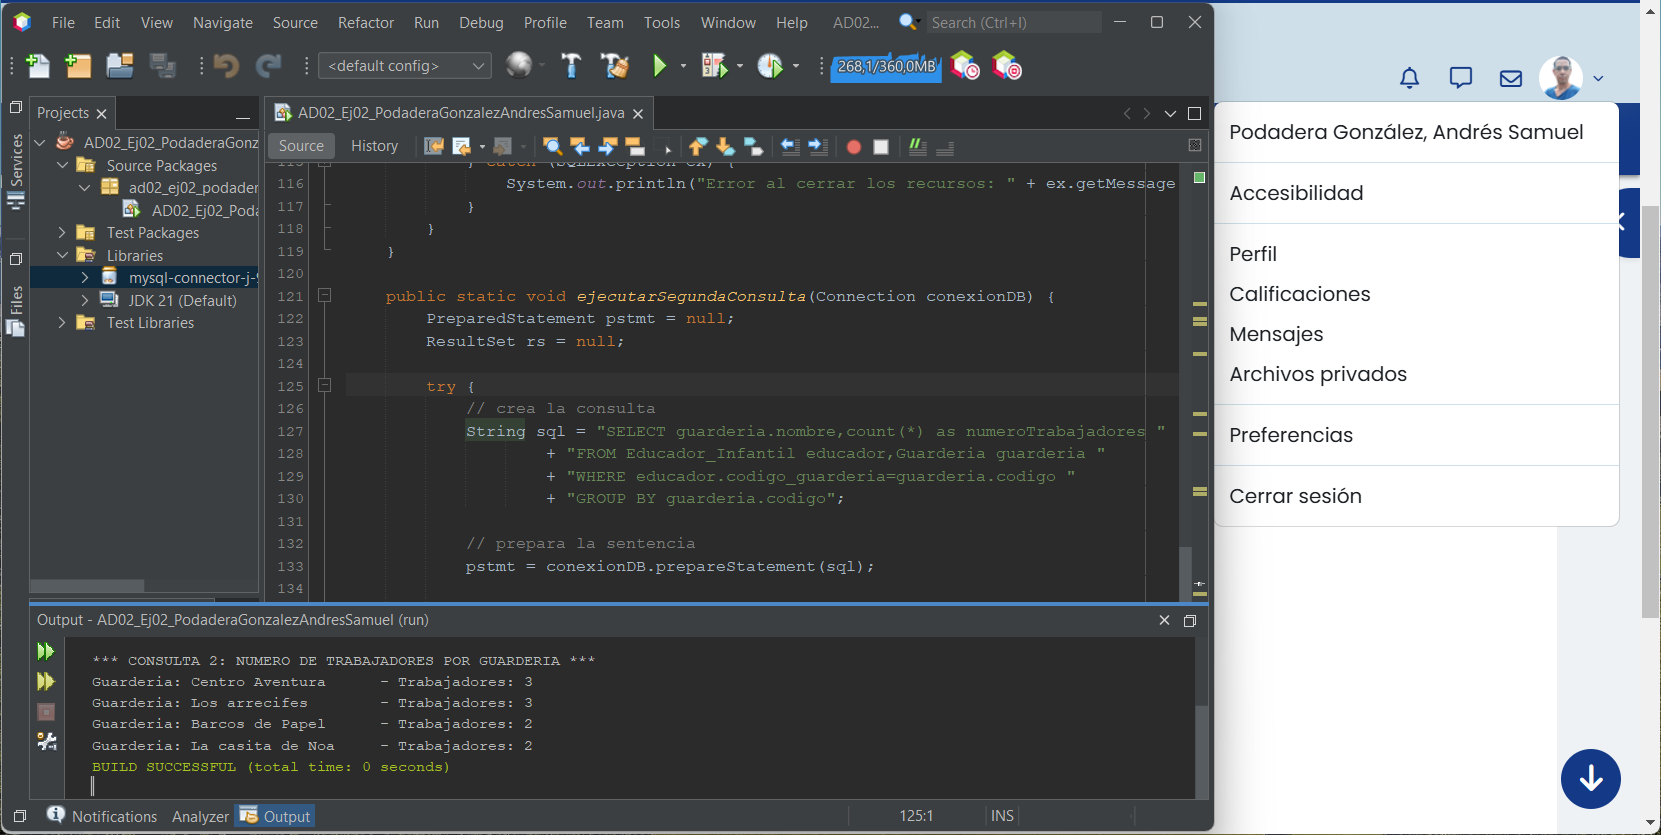 File Edit View Navigate Source Refactor Run Debug Profile Team Tools Window Help AD02... Search (Ctrl+I)
<default config> 268,1/360,0MB
Projects
AD02_Ej02_PodaderaGonzalezAndresSamuel.java
Source History
Services
Files
AD02_Ej02_PodaderaGonz
Source Packages
ad02_ej02_podader
AD02_Ej02_Poda
Test Packages
Libraries
mysql-connector-j-9
JDK 21 (Default)
Test Libraries
115 } catch (SQLException ex) {
116 System.out.println("Error al cerrar los recursos: " + ex.getMessage
117 }
118 }
119 }
120
121 public static void ejecutarSegundaConsulta(Connection conexionDB) {
122 PreparedStatement pstmt = null;
123 ResultSet rs = null;
124
125 try {
126 // crea la consulta
127 String sql = "SELECT guarderia.nombre,count(*) as numeroTrabajadores "
128 + "FROM Educador_Infantil educador,Guarderia guarderia "
129 + "WHERE educador.codigo_guarderia=guarderia.codigo "
130 + "GROUP BY guarderia.codigo";
131
132 // prepara la sentencia
133 pstmt = conexionDB.prepareStatement(sql);
134
Output - AD02_Ej02_PodaderaGonzalezAndresSamuel (run)
*** CONSULTA 2: NUMERO DE TRABAJADORES POR GUARDERIA ***
Guarderia: Centro Aventura - Trabajadores: 3
Guarderia: Los arrecifes - Trabajadores: 3
Guarderia: Barcos de Papel - Trabajadores: 2
Guarderia: La casita de Noa - Trabajadores: 2
BUILD SUCCESSFUL (total time: 0 seconds)
Notifications Analyzer Output 125:1 INS
Podadera González, Andrés Samuel
Accesibilidad
Perfil
Calificaciones
Mensajes
Archivos privados
Preferencias
Cerrar sesión